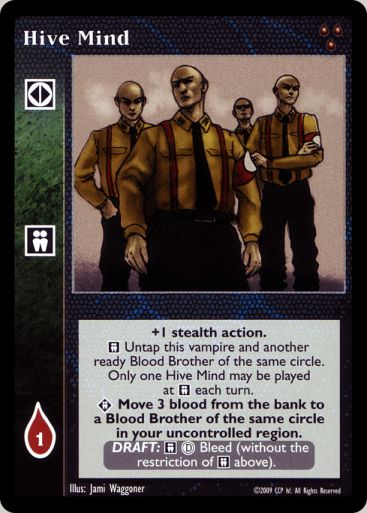 Hive Mind
+1 stealth action.
Untap this vampire and another
ready Blood Brother of the same circle.
Only one Hive Mind may be played
at each turn.
Move 3 blood from the bank to
a Blood Brother of the same circle
in your uncontrolled region.
DRAFT: Bleed (without the
restriction of above).
1
Illus: Jami Waggoner
©2009 CCP hf. All Rights Reserved